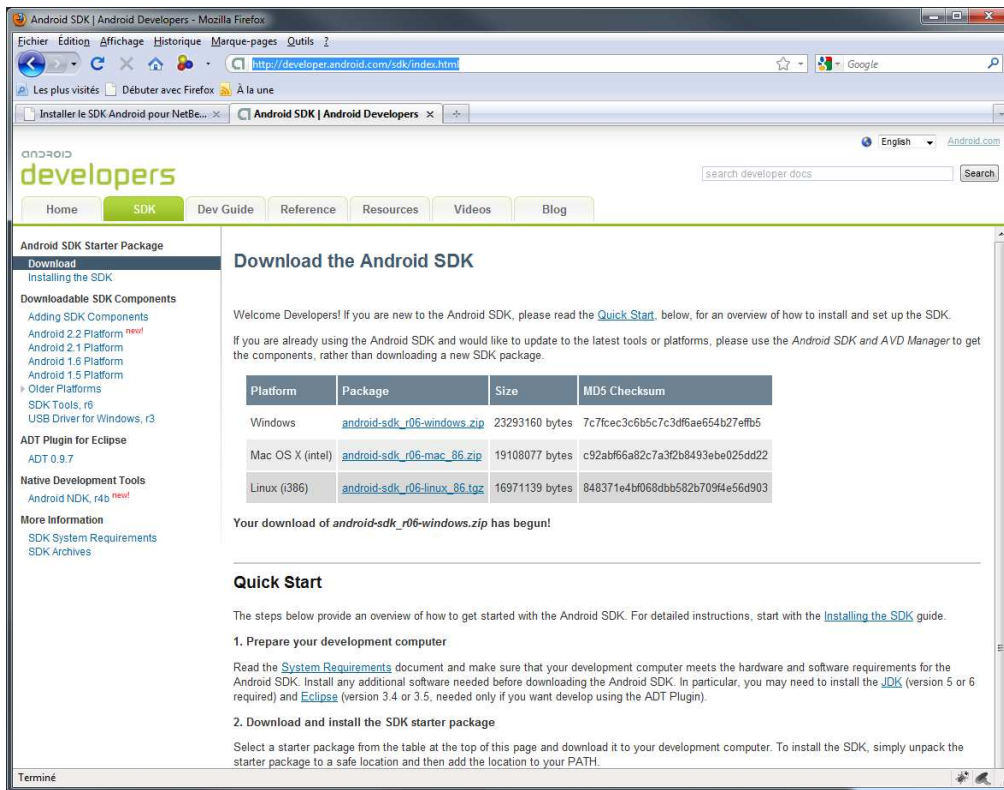 Android SDK | Android Developers - Mozilla Firefox
Fichier Édition Affichage Historique Marque-pages Outils ?
http://developer.android.com/sdk/index.html
Google
Les plus visités Débuter avec Firefox À la une
Installer le SDK Android pour NetBe... Android SDK | Android Developers
English Android.com
android
developers
search developer docs Search
Home SDK Dev Guide Reference Resources Videos Blog
Android SDK Starter Package
Download
Installing the SDK
Downloadable SDK Components
Adding SDK Components
Android 2.2 Platform new!
Android 2.1 Platform
Android 1.6 Platform
Android 1.5 Platform
Older Platforms
SDK Tools, r6
USB Driver for Windows, r3
ADT Plugin for Eclipse
ADT 0.9.7
Native Development Tools
Android NDK, r4b new!
More Information
SDK System Requirements
SDK Archives
Download the Android SDK
Welcome Developers! If you are new to the Android SDK, please read the Quick Start, below, for an overview of how to install and set up the SDK.
If you are already using the Android SDK and would like to update to the latest tools or platforms, please use the Android SDK and AVD Manager to get
the components, rather than downloading a new SDK package.
Platform Package Size MD5 Checksum
Windows android-sdk_r06-windows.zip 23293160 bytes 7c7fcec3c6b5c7c3df6ae654b27effb5
Mac OS X (intel) android-sdk_r06-mac_86.zip 19108077 bytes c92abf66a82c7a3f2b8493ebe025dd22
Linux (i386) android-sdk_r06-linux_86.tgz 16971139 bytes 848371e4bf068dbb582b709f4e56d903
Your download of android-sdk_r06-windows.zip has begun!
Quick Start
The steps below provide an overview of how to get started with the Android SDK. For detailed instructions, start with the Installing the SDK guide.
1. Prepare your development computer
Read the System Requirements document and make sure that your development computer meets the hardware and software requirements for the
Android SDK. Install any additional software needed before downloading the Android SDK. In particular, you may need to install the JDK (version 5 or 6
required) and Eclipse (version 3.4 or 3.5, needed only if you want develop using the ADT Plugin).
2. Download and install the SDK starter package
Select a starter package from the table at the top of this page and download it to your development computer. To install the SDK, simply unpack the
starter package to a safe location and then add the location to your PATH.
Terminé